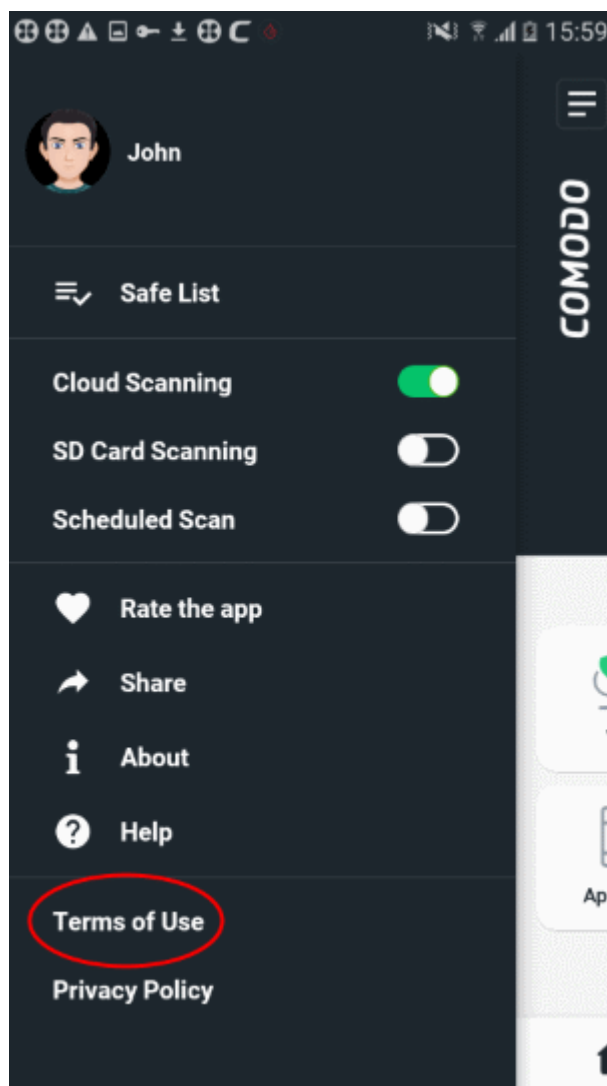 15:59
John
COMODO
Safe List
Cloud Scanning
SD Card Scanning
Scheduled Scan
Rate the app
Share
About
Help
Terms of Use
Privacy Policy